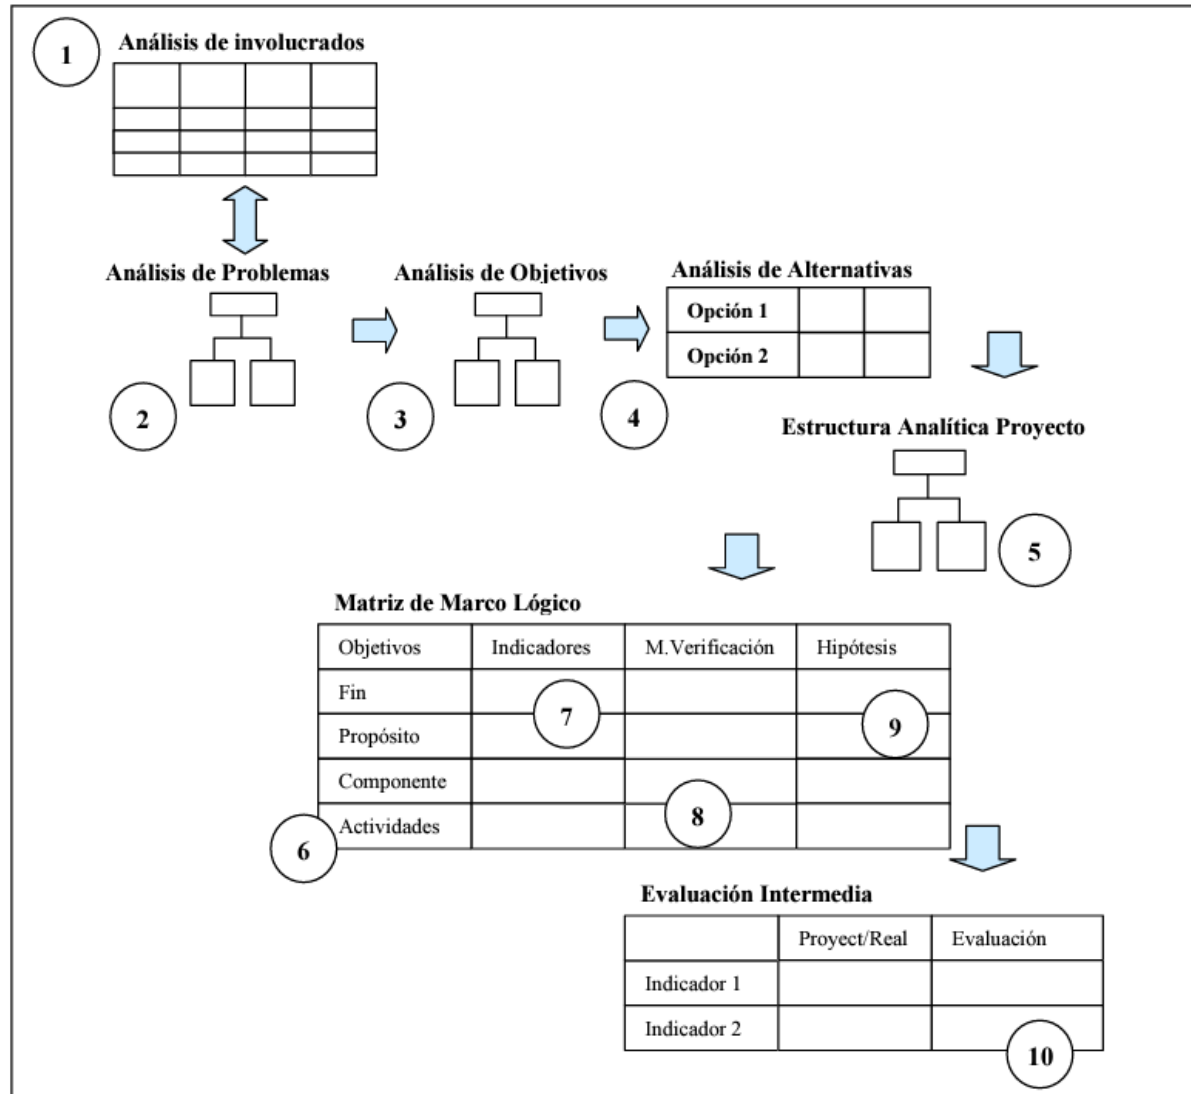 1
Análisis de involucrados
Análisis de Problemas
2
Análisis de Objetivos
3
Análisis de Alternativas
Opción 1
Opción 2
4
Estructura Analítica Proyecto
5
Matriz de Marco Lógico
Objetivos Indicadores M.Verificación Hipótesis
Fin
7
9
Propósito
Componente
8
Actividades
6
Evaluación Intermedia
Proyect/Real Evaluación
Indicador 1
Indicador 2
10